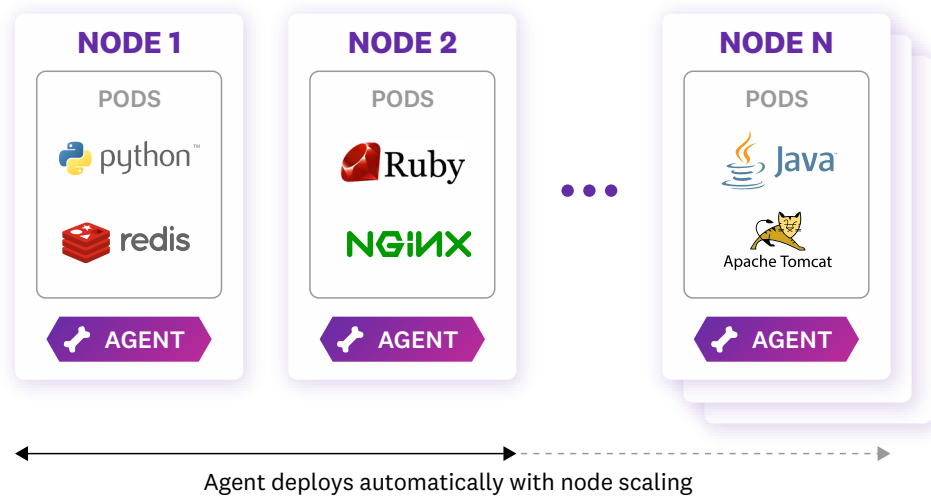 NODE 1
PODS
python™
redis
AGENT
NODE 2
PODS
Ruby
NGINX
AGENT
NODE N
PODS
Java™
Apache Tomcat
AGENT
Agent deploys automatically with node scaling